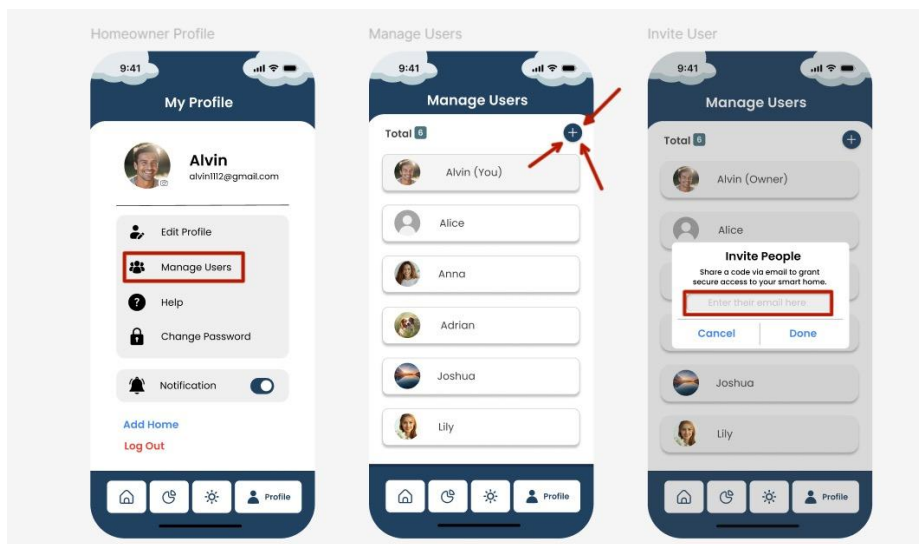 Homeowner Profile
9:41
My Profile
Alvin
alvin1112@gmail.com
Edit Profile
Manage Users
? Help
Change Password
Notification
Add Home
Log Out
Profile
Manage Users
9:41
Manage Users
Total 6
+
Alvin (You)
Alice
Anna
Adrian
Joshua
Lily
Profile
Invite User
9:41
Manage Users
Total 6
+
Alvin (Owner)
Alice
Invite People
Share a code via email to grant
secure access to your smart home.
Enter their email here
Cancel Done
Joshua
Lily
Profile